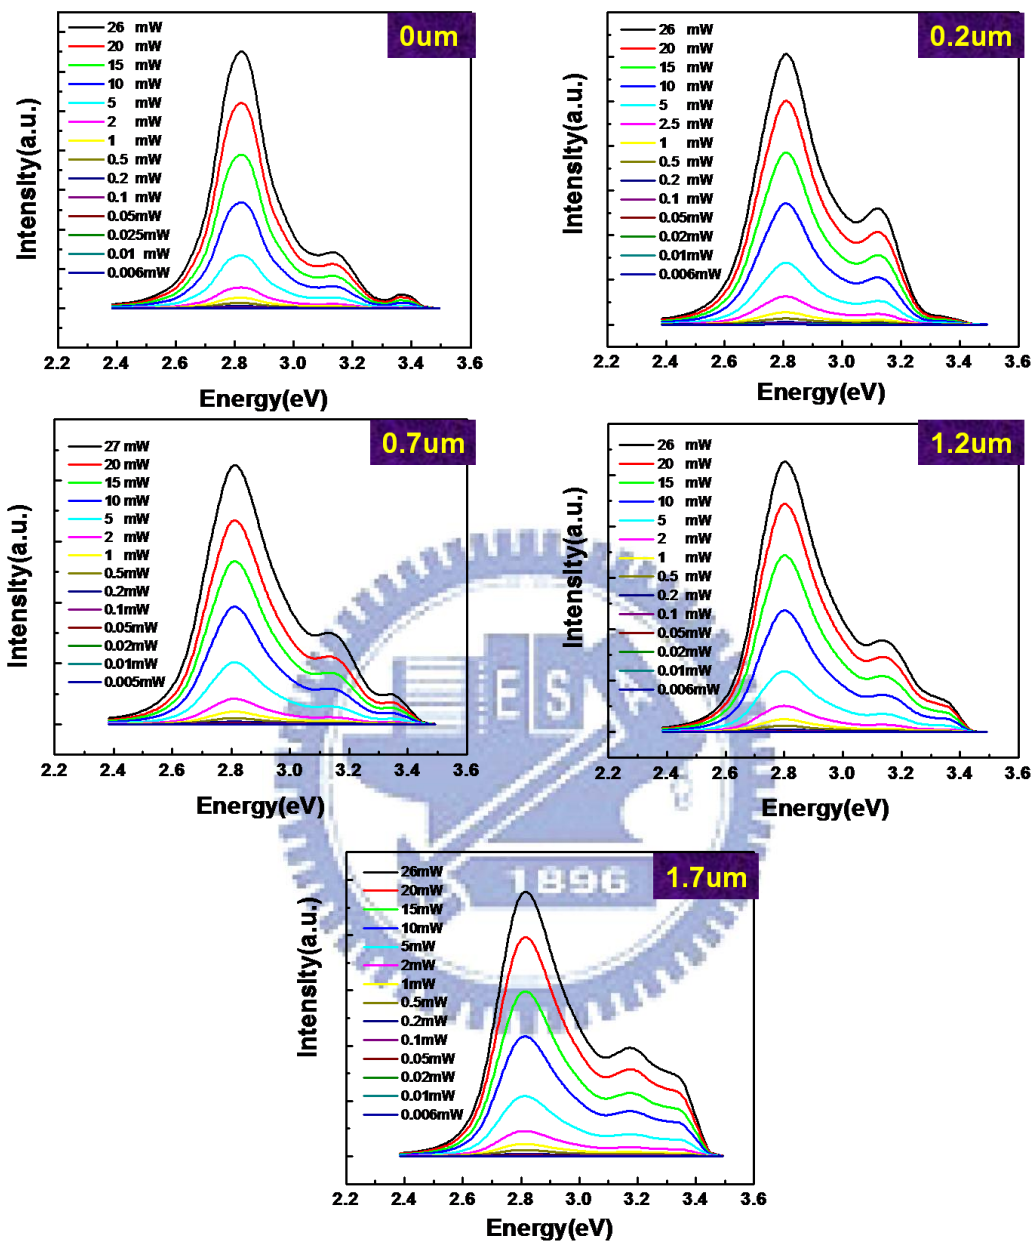 0um
26 mW
20 mW
15 mW
10 mW
5 mW
2 mW
1 mW
0.5 mW
0.2 mW
0.1 mW
0.05mW
0.025mW
0.01 mW
0.006mW
Intensity(a.u.)
2.2 2.4 2.6 2.8 3.0 3.2 3.4 3.6
Energy(eV)
0.2um
26 mW
20 mW
15 mW
10 mW
5 mW
2.5 mW
1 mW
0.5 mW
0.2 mW
0.1 mW
0.05mW
0.02mW
0.01mW
0.006mW
Intensity(a.u.)
2.2 2.4 2.6 2.8 3.0 3.2 3.4 3.6
Energy(eV)
0.7um
27 mW
20 mW
15 mW
10 mW
5 mW
2 mW
1 mW
0.5mW
0.2mW
0.1mW
0.05mW
0.02mW
0.01mW
0.005mW
Intensity(a.u.)
2.2 2.4 2.6 2.8 3.0 3.2 3.4 3.6
Energy(eV)
1.2um
26 mW
20 mW
15 mW
10 mW
5 mW
2 mW
1 mW
0.5 mW
0.2 mW
0.1 mW
0.05mW
0.02mW
0.01mW
0.006mW
Intensity(a.u.)
2.2 2.4 2.6 2.8 3.0 3.2 3.4 3.6
Energy(eV)
ES
1896
1.7um
26mW
20mW
15mW
10mW
5mW
2mW
1mW
0.5mW
0.2mW
0.1mW
0.05mW
0.02mW
0.01mW
0.006mW
Intensity(a.u.)
2.2 2.4 2.6 2.8 3.0 3.2 3.4 3.6
Energy(eV)